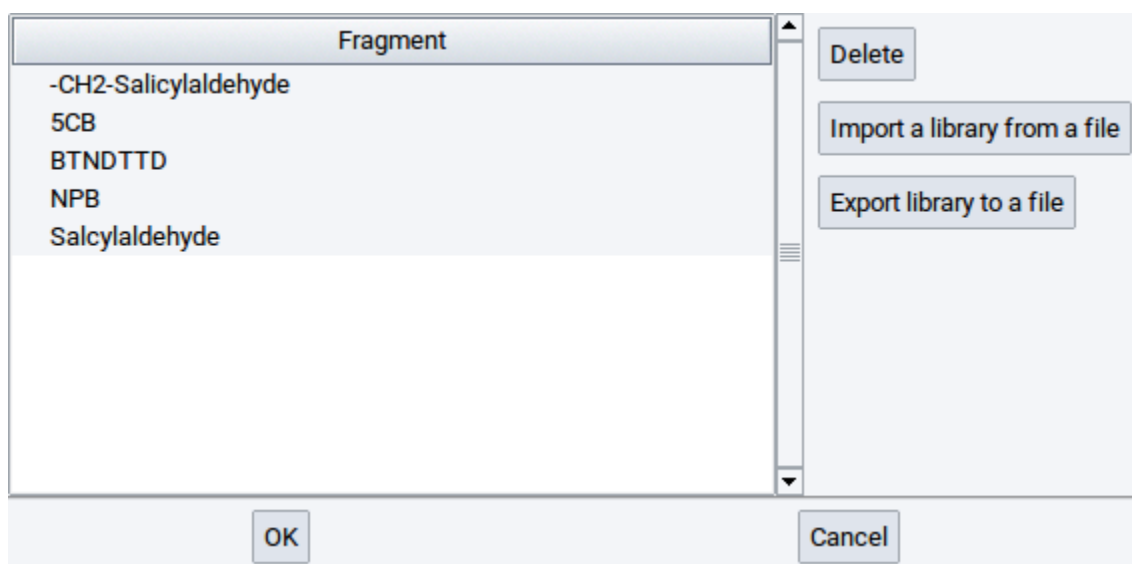 Fragment
-CH2-Salicylaldehyde
5CB
BTNDTTD
NPB
Salcylaldehyde
Delete
Import a library from a file
Export library to a file
OK
Cancel